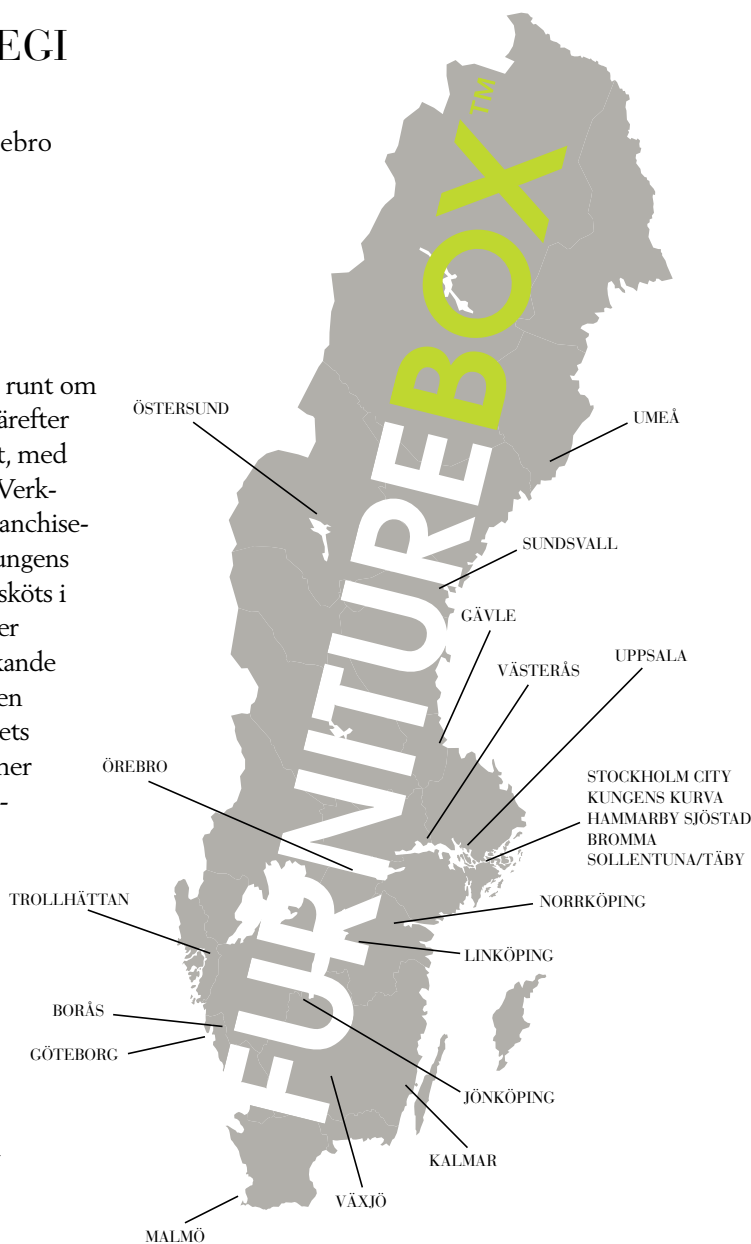 EGI
ebro
runt om
ärefter
t, med
Verk-
anchise-
ungens
sköts i
er
kande
en
ets
ner
-
FURNITUREBOX™
ÖSTERSUND
UMEÅ
SUNDSVALL
GÄVLE
UPPSALA
VÄSTERÅS
ÖREBRO
STOCKHOLM CITY
KUNGENS KURVA
HAMMARBY SJÖSTAD
BROMMA
SOLLENTUNA/TÄBY
TROLLHÄTTAN
NORRKÖPING
LINKÖPING
BORÅS
GÖTEBORG
JÖNKÖPING
KALMAR
VÄXJÖ
MALMÖ